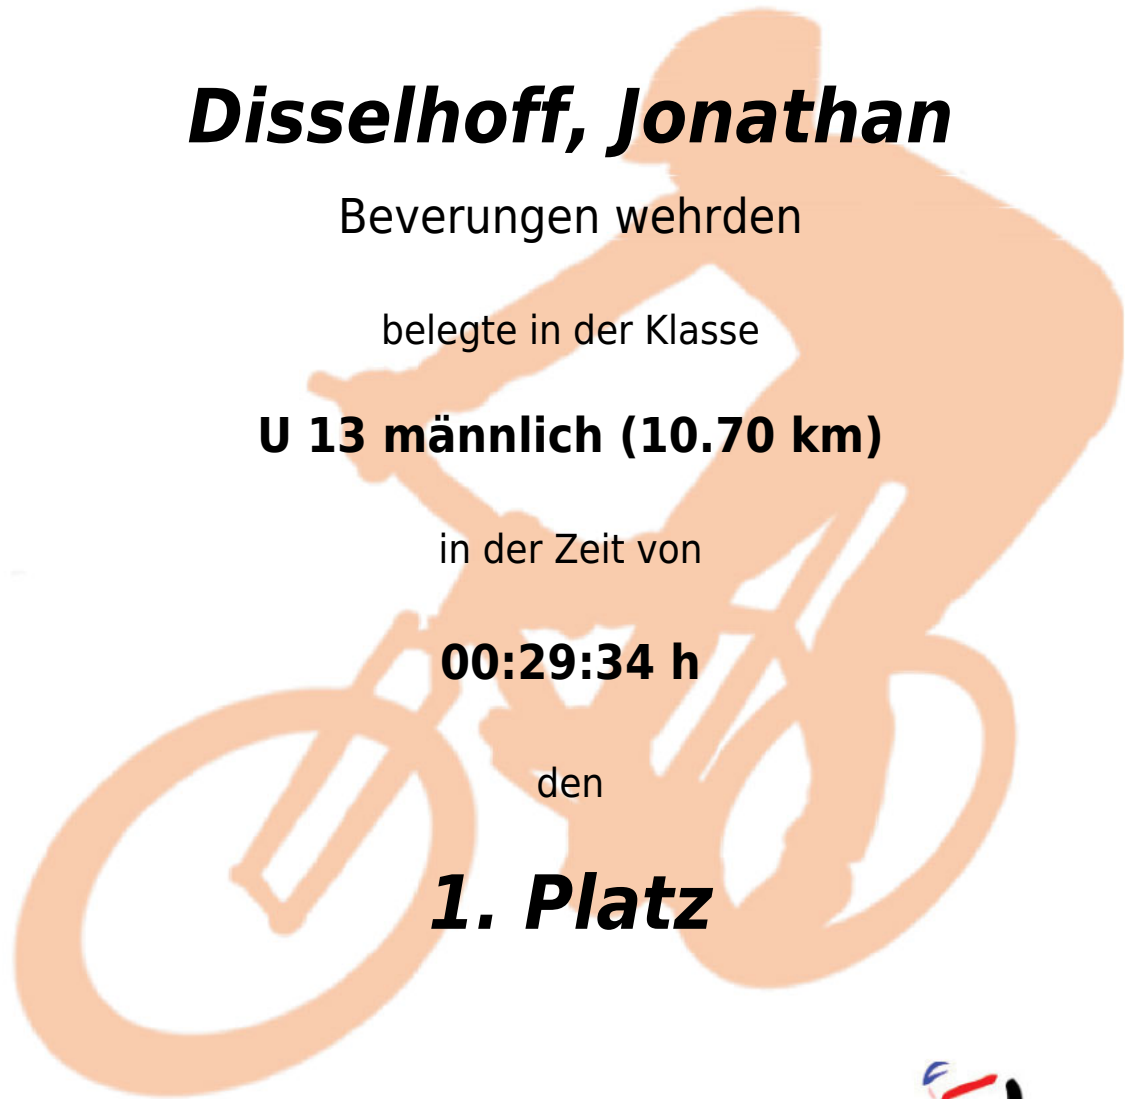 Disselhoff, Jonathan
Beverungen wehrden
belegte in der Klasse
U 13 männlich (10.70 km)
in der Zeit von
00:29:34 h
den
1. Platz